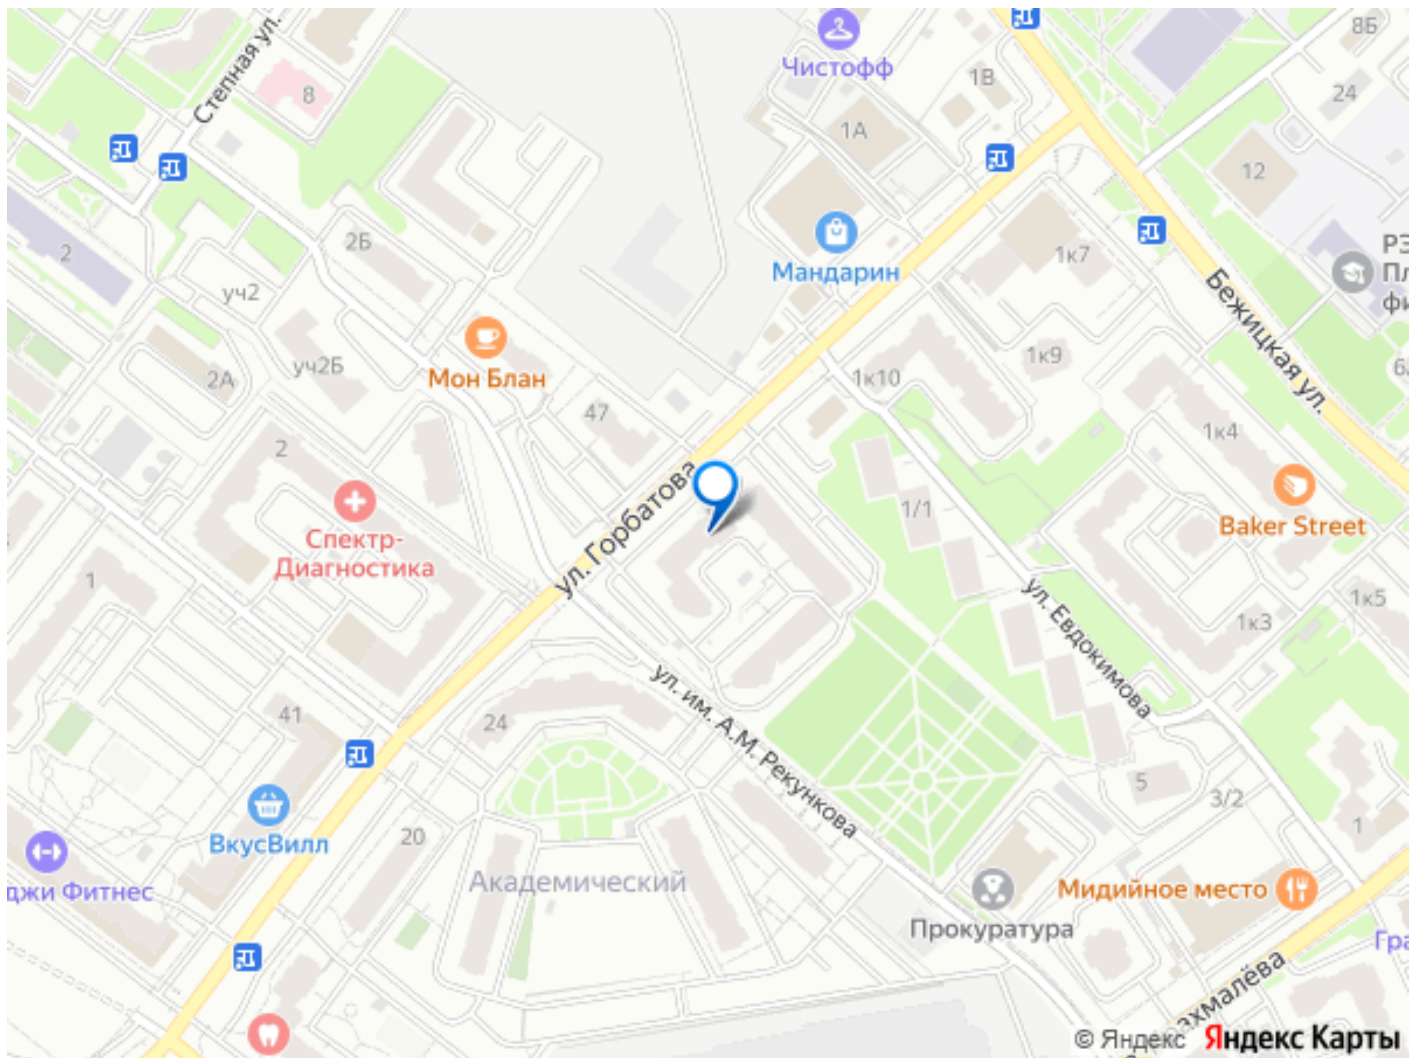 Степная ул.
8
Чистофф
1В
8Б
24
1А
12
2
2Б
уч2
Мандарин
1к7
РЭ
Пл
фи
Бежицкая ул.
уч2Б
2А
Мон Блан
47
1к10
1к9
1к4
2
Спектр-
Диагностика
ул. Горбатова
1/1
Baker Street
1
ул. Евдокимова
1к3
1к5
41
24
ул. им. А.М. Рекункова
5
3/2
1
ВкусВилл
20
джи Фитнес
Академический
Прокуратура
Мидийное место
Гра
ахмалёва
© Яндекс Яндекс Карты